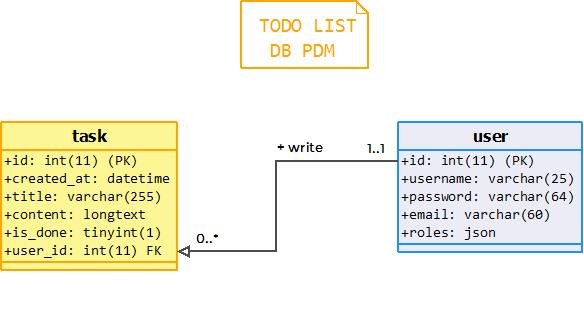 TODO LIST
DB PDM
task
+id: int(11) (PK)
+created_at: datetime
+title: varchar(255)
+content: longtext
+is_done: tinyint(1)
+user_id: int(11) FK
+ write
1..1
0..*
user
+id: int(11) (PK)
+username: varchar(25)
+password: varchar(64)
+email: varchar(60)
+roles: json